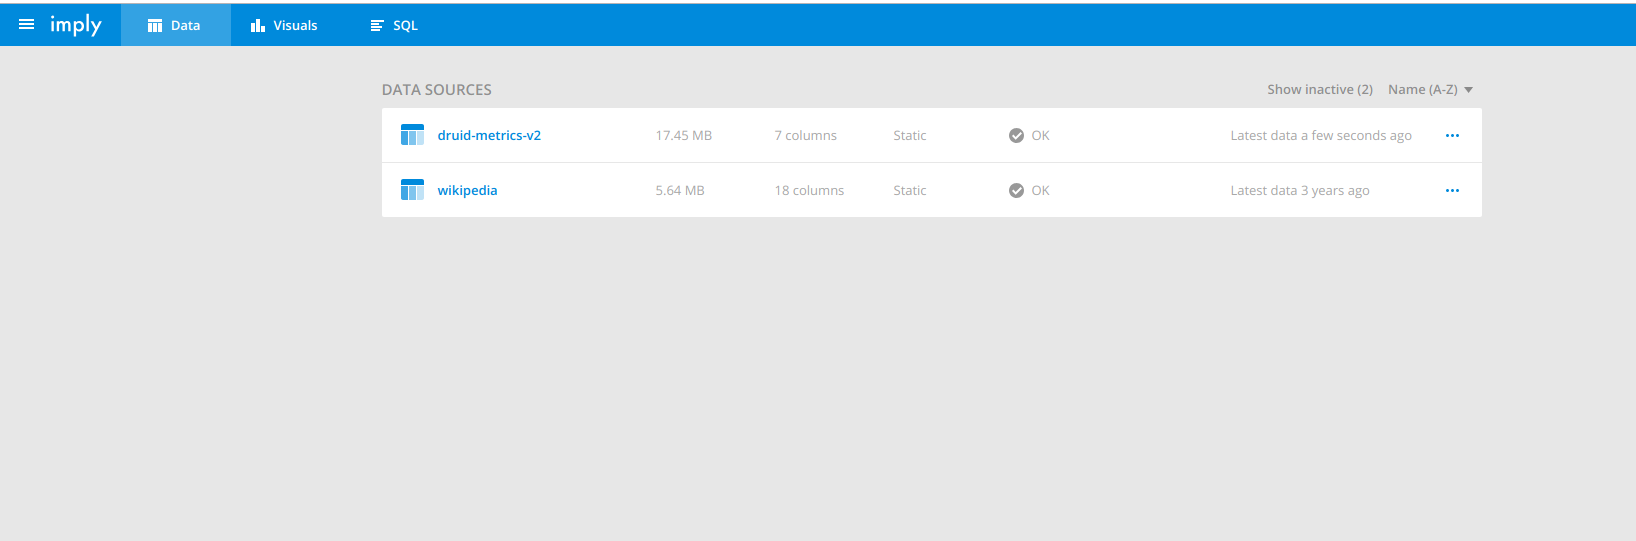 imply Data Visuals SQL
DATA SOURCES Show inactive (2) Name (A-Z)
druid-metrics-v2 17.45 MB 7 columns Static OK Latest data a few seconds ago
wikipedia 5.64 MB 18 columns Static OK Latest data 3 years ago